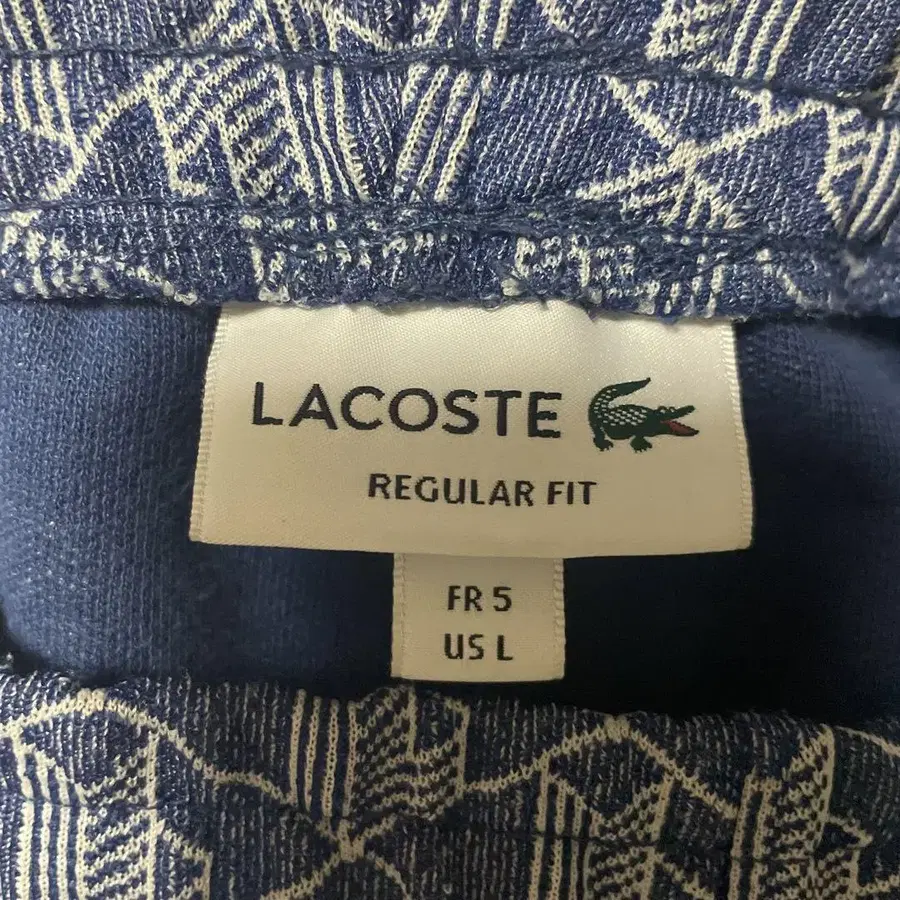 LACOSTE
REGULAR FIT
FR 5
US L